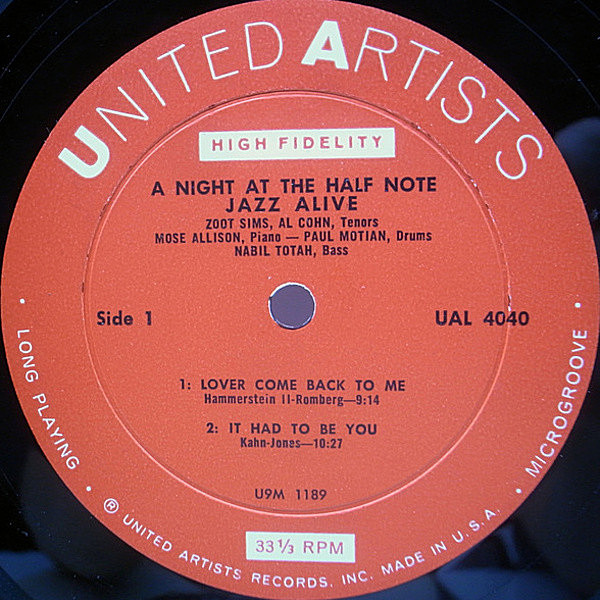 UNITED ARTISTS
HIGH FIDELITY
A NIGHT AT THE HALF NOTE
JAZZ ALIVE
ZOOT SIMS, AL COHN, Tenors
MOSE ALLISON, Piano — PAUL MOTIAN, Drums
NABIL TOTAH, Bass
Side 1
UAL 4040
1: LOVER COME BACK TO ME
Hammerstein II-Romberg—9:14
2: IT HAD TO BE YOU
Kahn-Jones—10:27
U9M 1189
33⅓ RPM
• LONG PLAYING •
® UNITED ARTISTS RECORDS, INC. MADE IN U.S.A.
• MICROGROOVE •